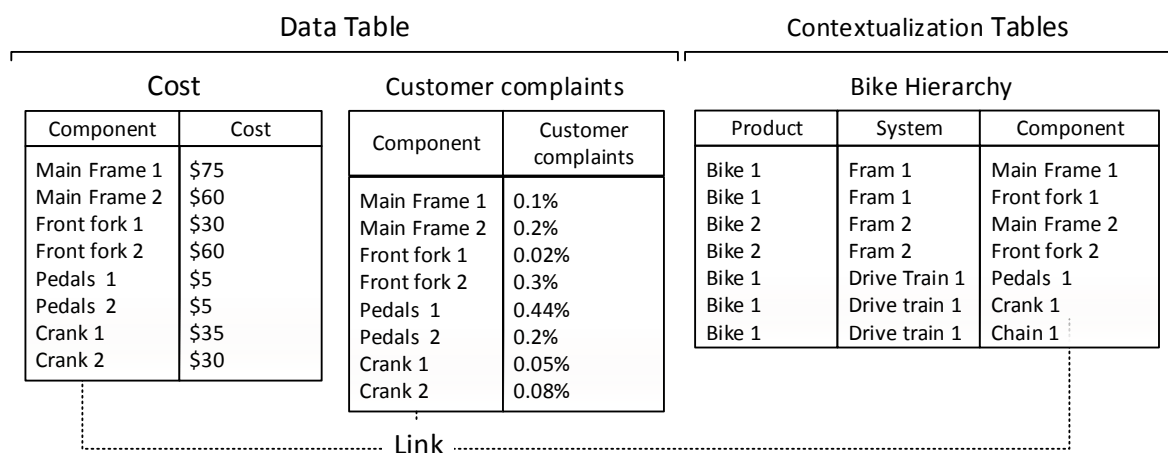 Data Table
Contextualization Tables
Cost
Component Cost
Main Frame 1 $75
Main Frame 2 $60
Front fork 1 $30
Front fork 2 $60
Pedals 1 $5
Pedals 2 $5
Crank 1 $35
Crank 2 $30
Customer complaints
Component Customer
complaints
Main Frame 1 0.1%
Main Frame 2 0.2%
Front fork 1 0.02%
Front fork 2 0.3%
Pedals 1 0.44%
Pedals 2 0.2%
Crank 1 0.05%
Crank 2 0.08%
Bike Hierarchy
Product System Component
Bike 1 Fram 1 Main Frame 1
Bike 1 Fram 1 Front fork 1
Bike 2 Fram 2 Main Frame 2
Bike 2 Fram 2 Front fork 2
Bike 1 Drive Train 1 Pedals 1
Bike 1 Drive train 1 Crank 1
Bike 1 Drive train 1 Chain 1
Link